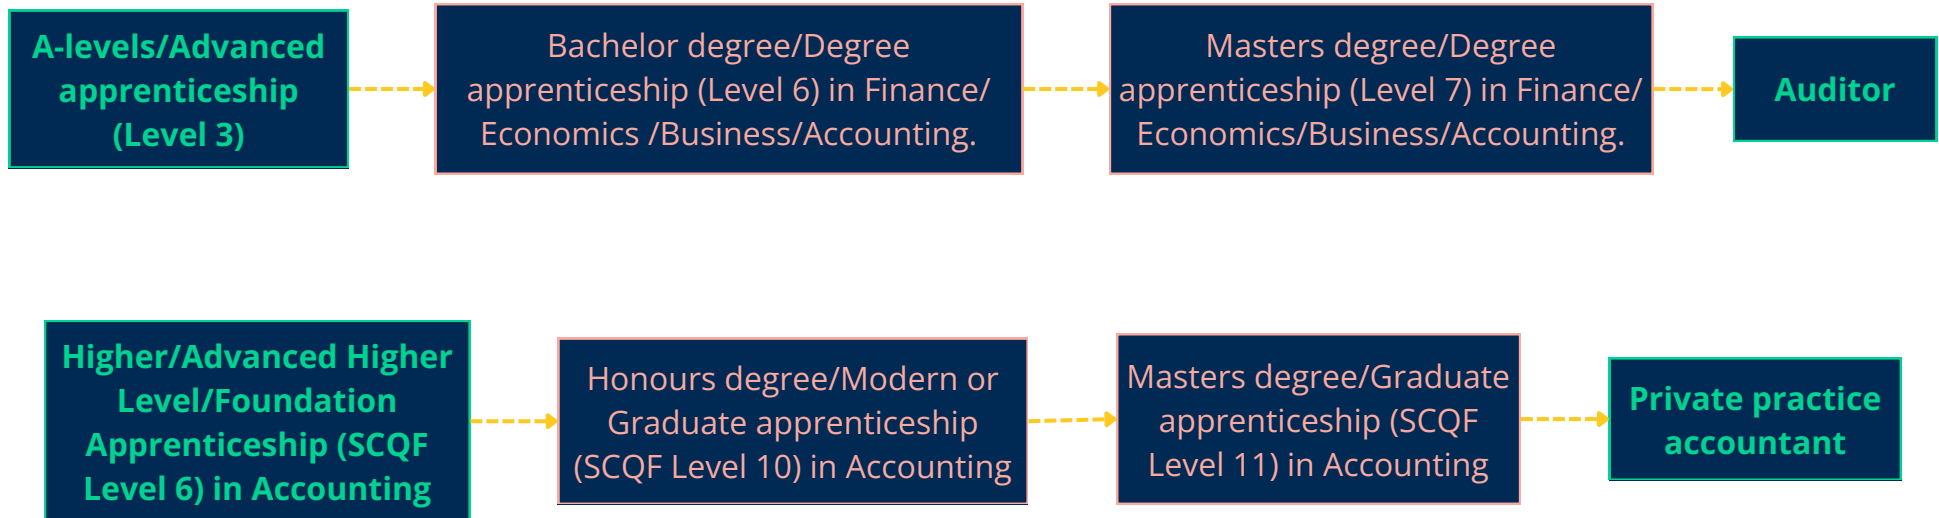 A-levels/Advanced
apprenticeship
(Level 3)
Bachelor degree/Degree
apprenticeship (Level 6) in Finance/
Economics /Business/Accounting.
Masters degree/Degree
apprenticeship (Level 7) in Finance/
Economics/Business/Accounting.
Auditor
Higher/Advanced Higher
Level/Foundation
Apprenticeship (SCQF
Level 6) in Accounting
Honours degree/Modern or
Graduate apprenticeship
(SCQF Level 10) in Accounting
Masters degree/Graduate
apprenticeship (SCQF
Level 11) in Accounting
Private practice
accountant